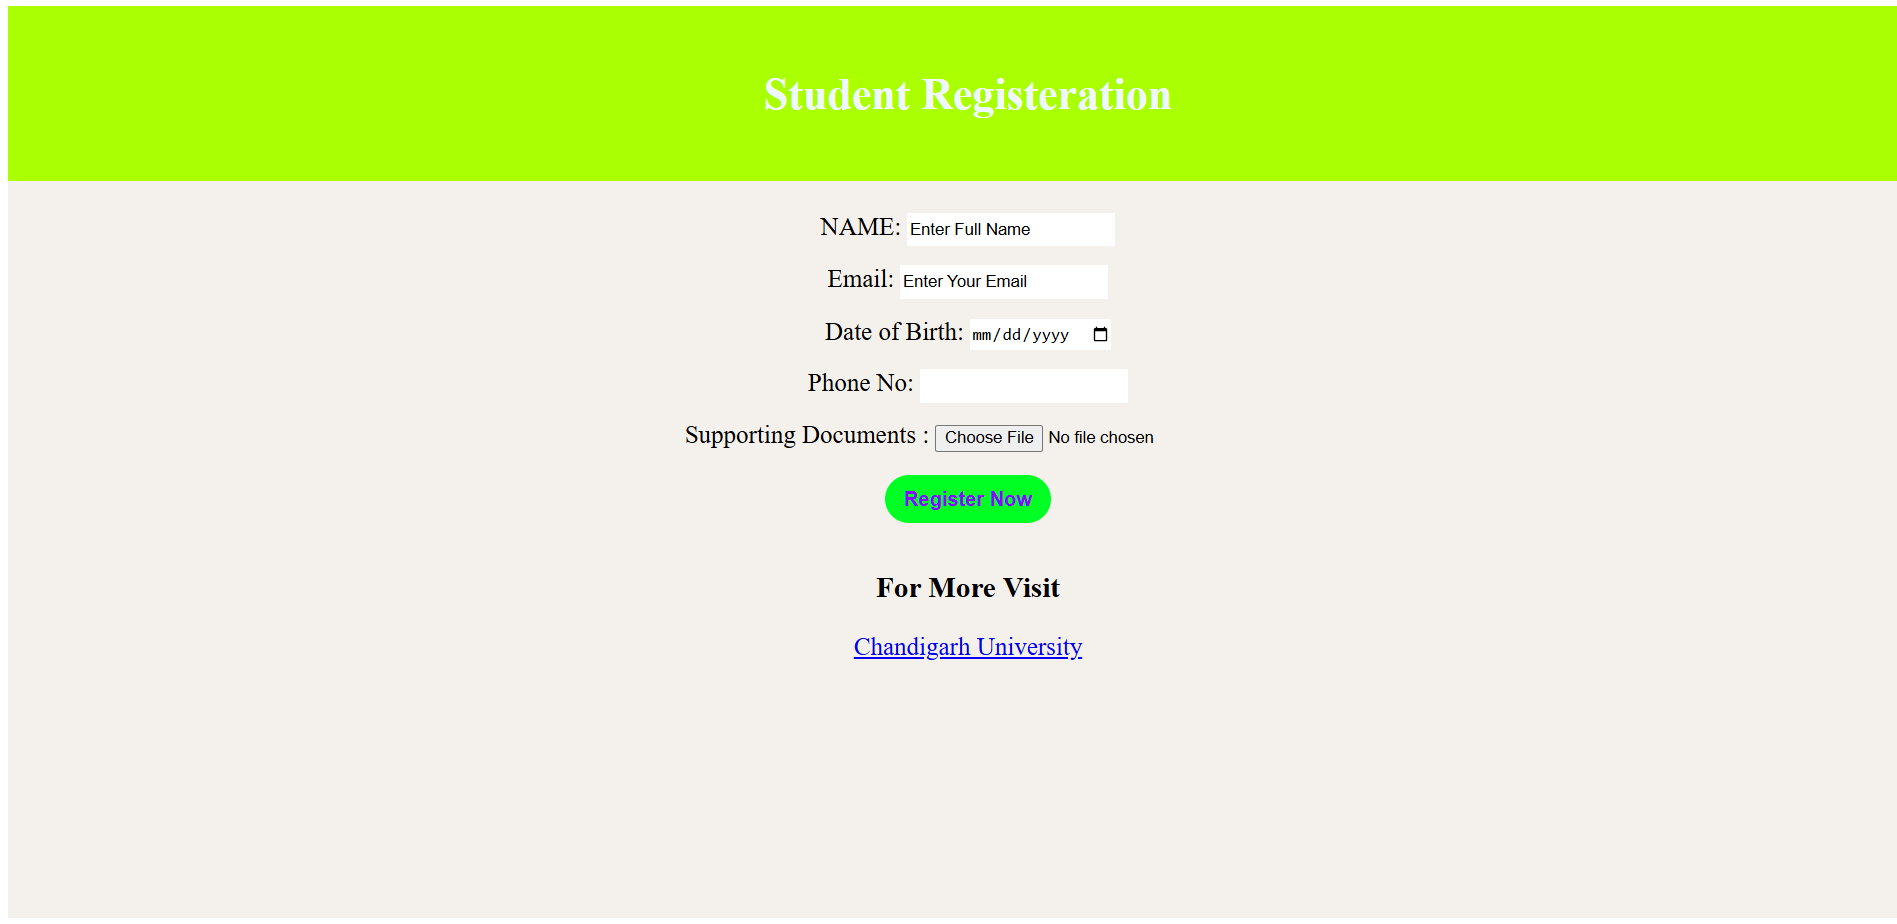 Student Registeration
NAME: Enter Full Name
Email: Enter Your Email
Date of Birth: mm/dd/yyyy
Phone No:
Supporting Documents : Choose File No file chosen
Register Now
For More Visit
Chandigarh University